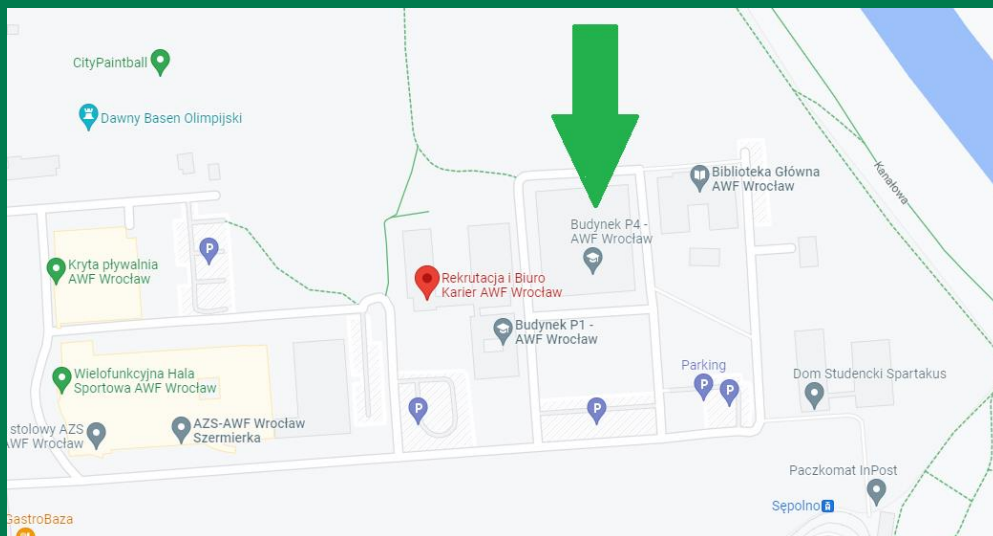 CityPaintball
Dawny Basen Olimpijski
Kanałowa
Biblioteka Główna
AWF Wrocław
Budynek P4 -
AWF Wrocław
P
Kryta pływalnia
AWF Wrocław
Rekrutacja i Biuro
Karier AWF Wrocław
Budynek P1 -
AWF Wrocław
Parking
P
P
Wielofunkcyjna Hala
Sportowa AWF Wrocław
Dom Studencki Spartakus
P
P
AZS-AWF Wrocław
Szermierka
stolowy AZS
AWF Wrocław
Paczkomat InPost
Sępolno
GastroBaza